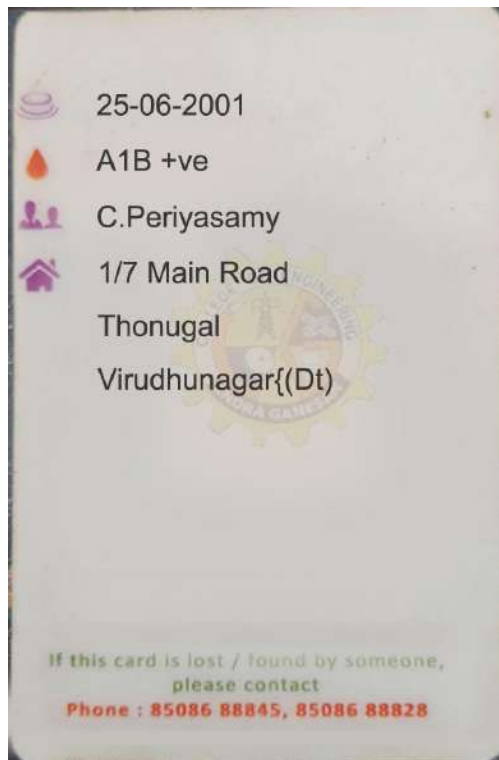 25-06-2001
A1B +ve
C.Periyasamy
1/7 Main Road
Thonugal
Virudhunagar{(Dt)
If this card is lost / found by someone,
please contact
Phone : 85086 88845, 85086 88828